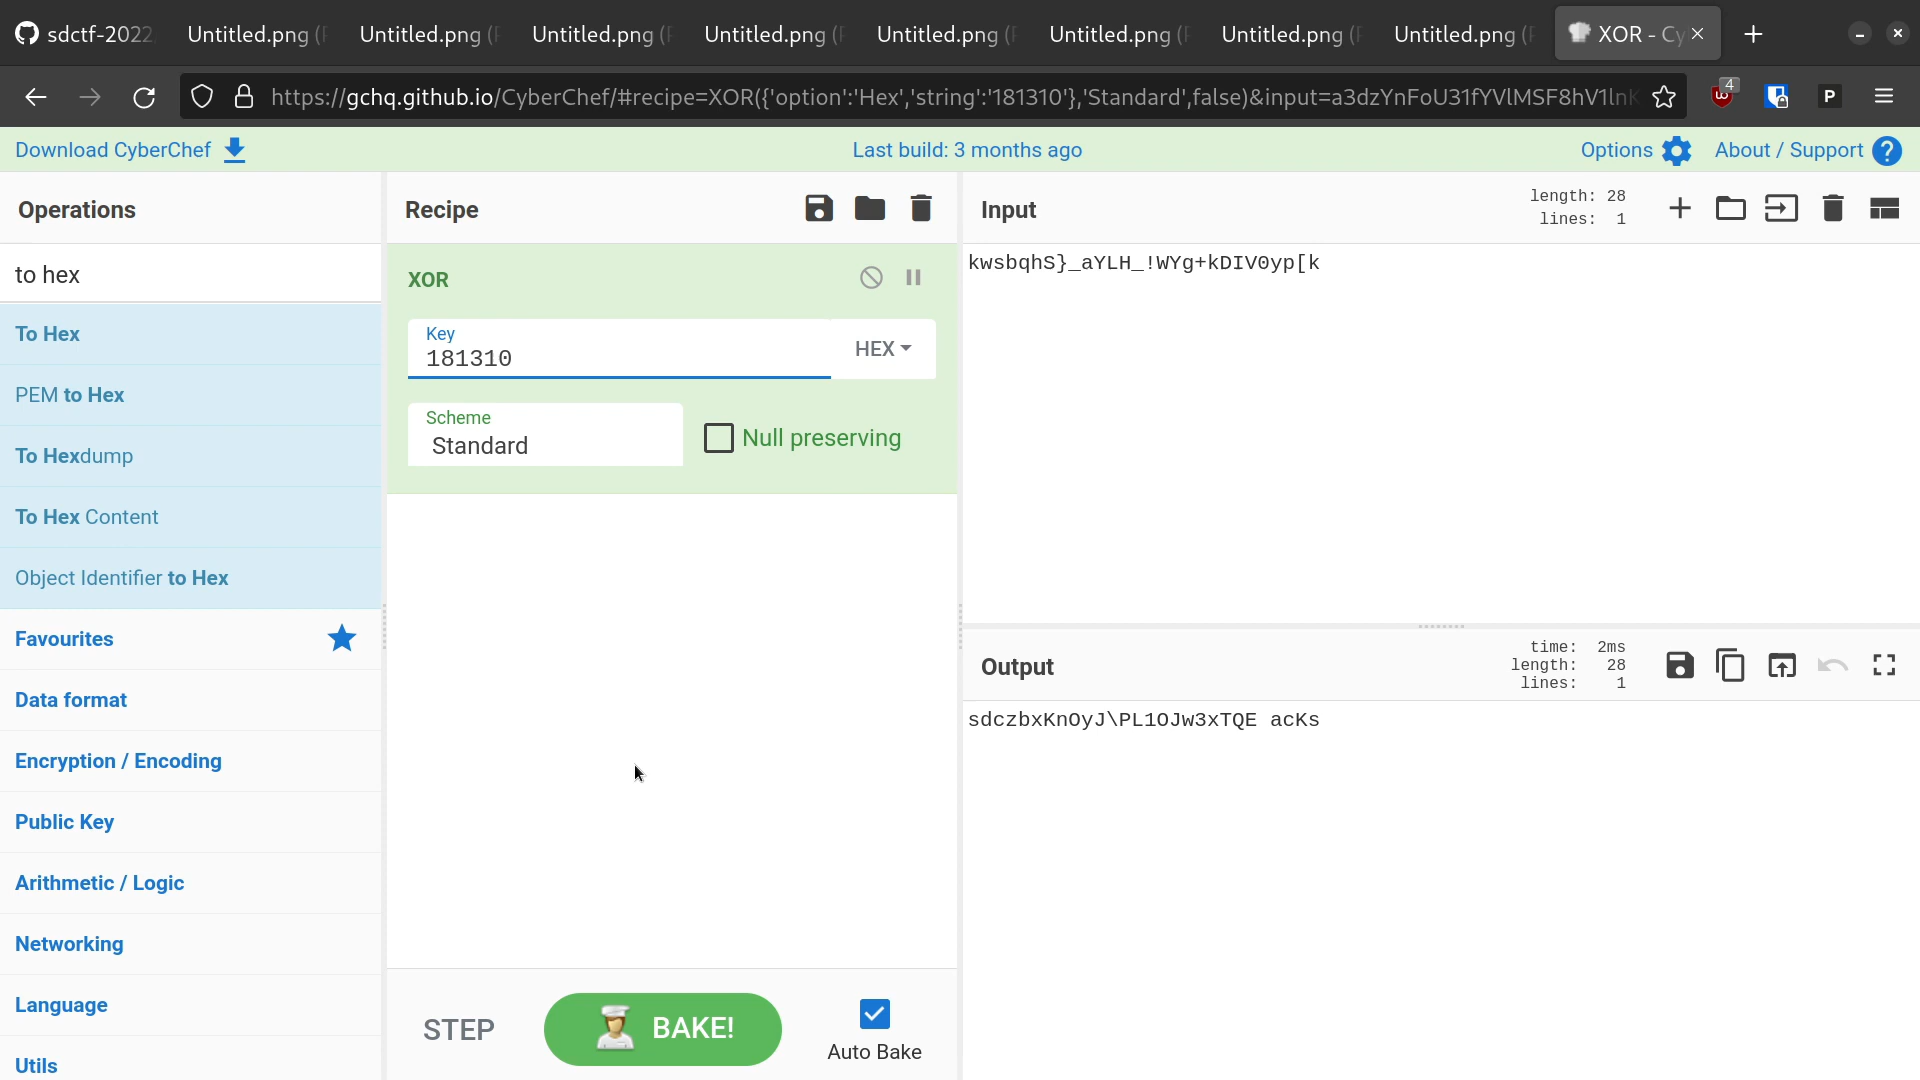 sdctf-2022
Untitled.png (
Untitled.png (
Untitled.png (
Untitled.png (
Untitled.png (
Untitled.png (
Untitled.png (
Untitled.png (
XOR - Cy
https://gchq.github.io/CyberChef/#recipe=XOR({'option':'Hex','string':'181310'},'Standard',false)&input=a3dzYnFoU31fYVlMSF8hV1lnK
4
P
Download CyberChef
Last build: 3 months ago
Options
About / Support
?
Operations
to hex
To Hex
PEM to Hex
To Hexdump
To Hex Content
Object Identifier to Hex
Favourites
Data format
Encryption / Encoding
Public Key
Arithmetic / Logic
Networking
Language
Utils
Recipe
XOR
Key
181310
HEX
Scheme
Standard
Null preserving
STEP
BAKE!
Auto Bake
Input
length: 28
lines: 1
kwsbqhS}_aYLH_!WYg+kDIV0yp[k
Output
time: 2ms
length: 28
lines: 1
sdczbxKnOyJ\PL1OJw3xTQE acKs